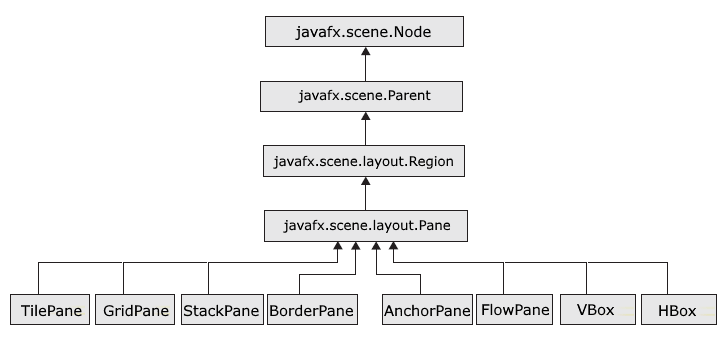 javafx.scene.Node
javafx.scene.Parent
javafx.scene.layout.Region
javafx.scene.layout.Pane
TilePane
GridPane
StackPane
BorderPane
AnchorPane
FlowPane
VBox
HBox